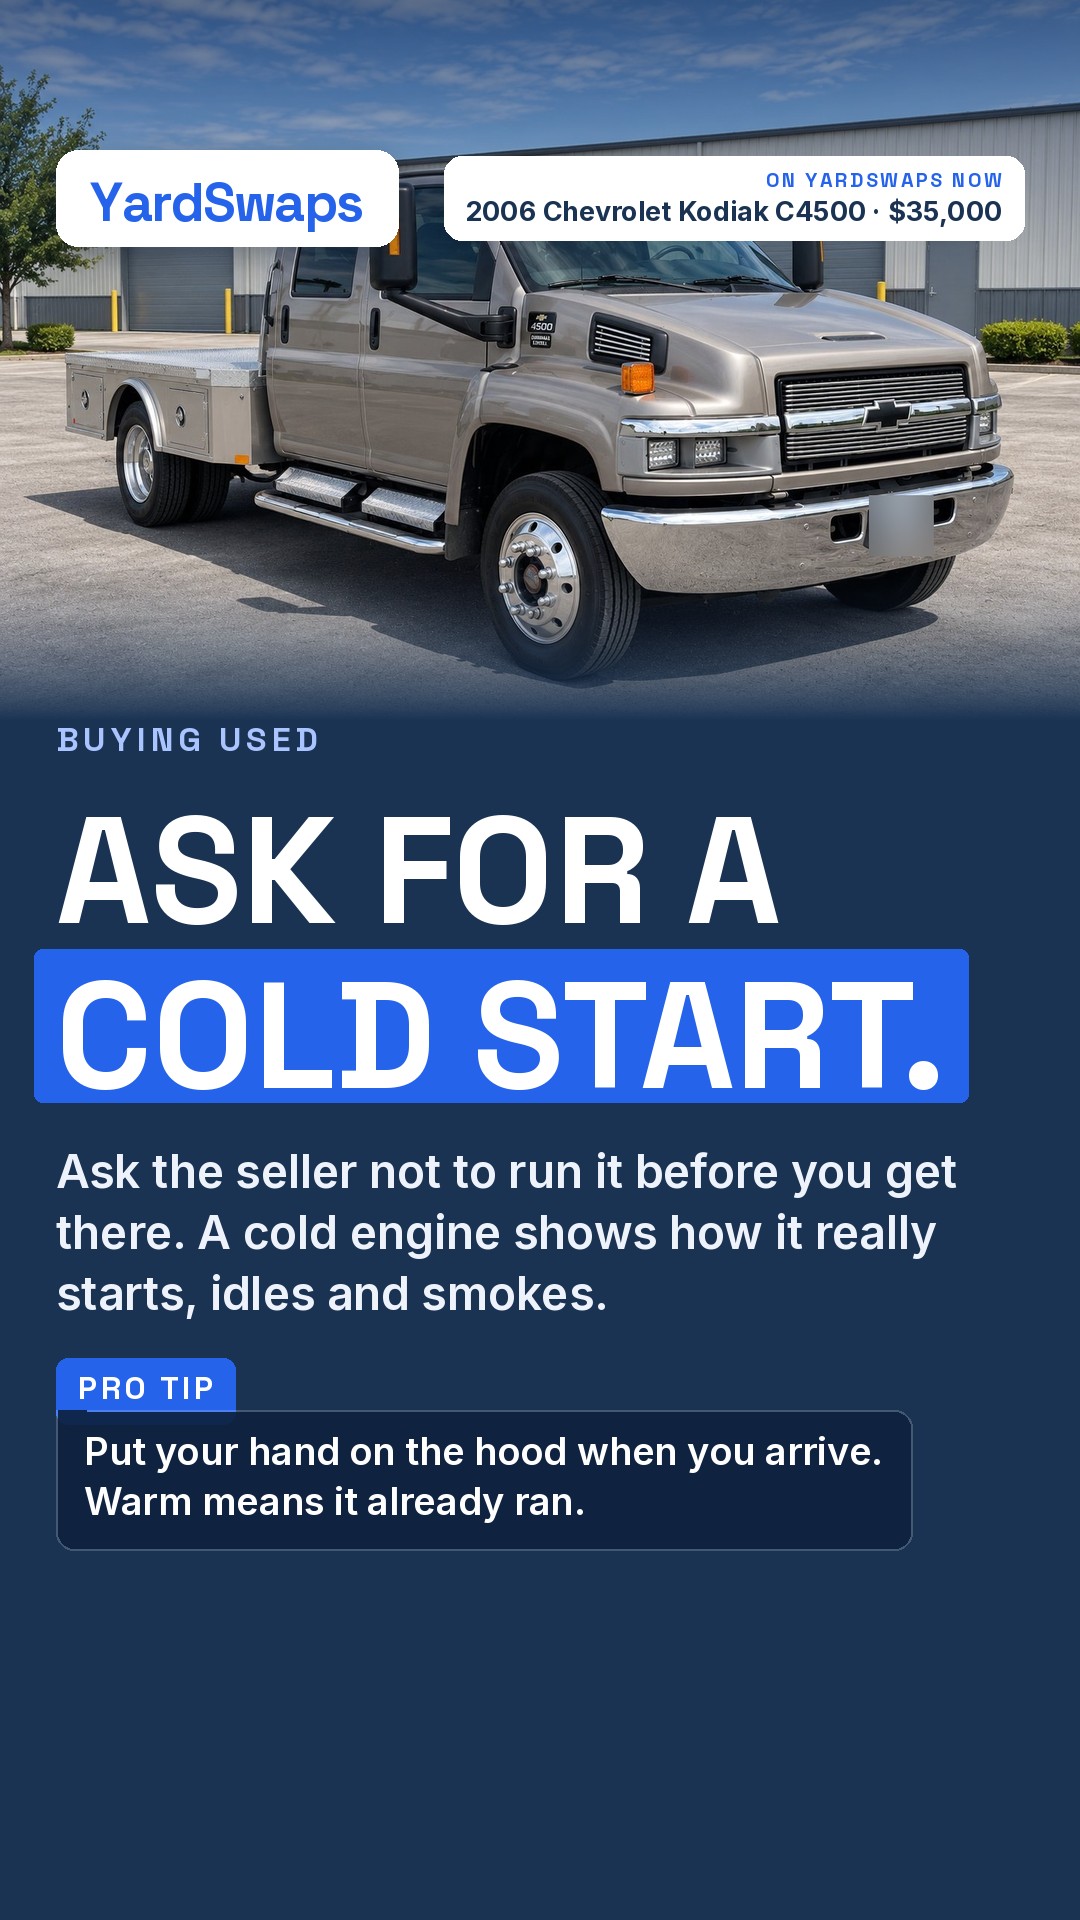 YardSwaps
ON YARDSWAPS NOW
2006 Chevrolet Kodiak C4500 · $35,000
4500
BUYING USED
ASK FOR A
COLD START.
Ask the seller not to run it before you get
there. A cold engine shows how it really
starts, idles and smokes.
PRO TIP
Put your hand on the hood when you arrive.
Warm means it already ran.